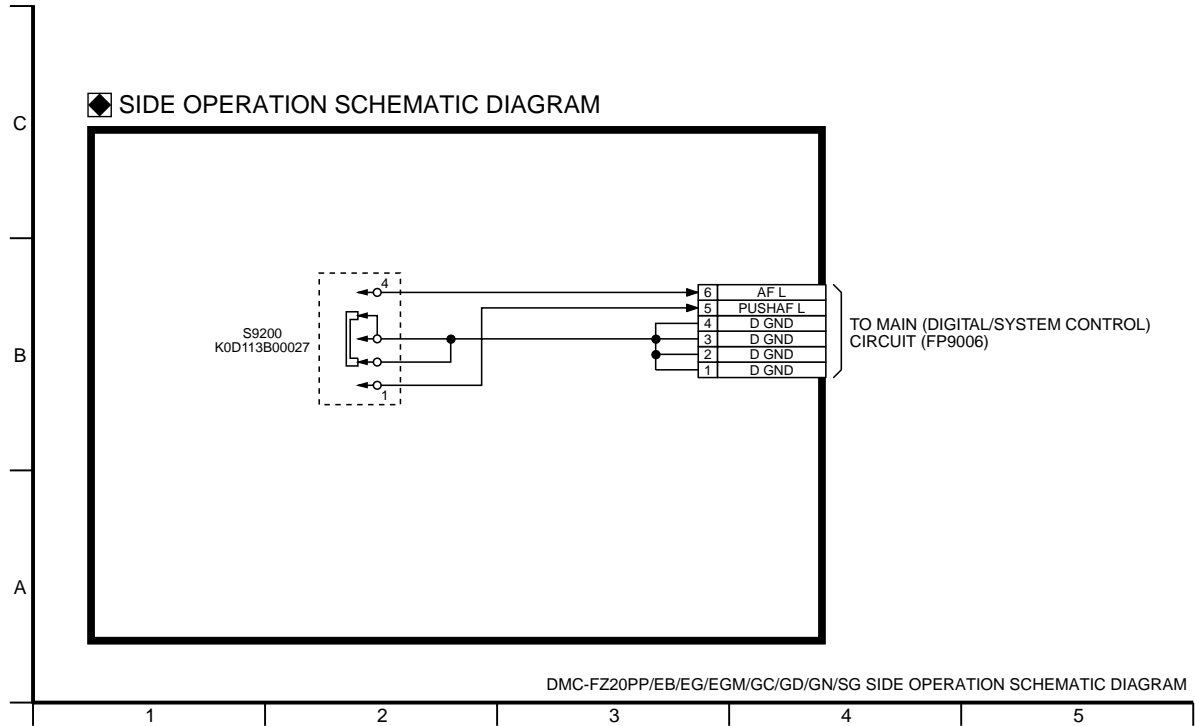 SIDE OPERATION SCHEMATIC DIAGRAM
C
B
A
4
S9200
K0D113B00027
1
6 AF L
5 PUSHAF L
4 D GND
3 D GND
2 D GND
1 D GND
TO MAIN (DIGITAL/SYSTEM CONTROL)
CIRCUIT (FP9006)
DMC-FZ20PP/EB/EG/EGM/GC/GD/GN/SG SIDE OPERATION SCHEMATIC DIAGRAM
1 2 3 4 5